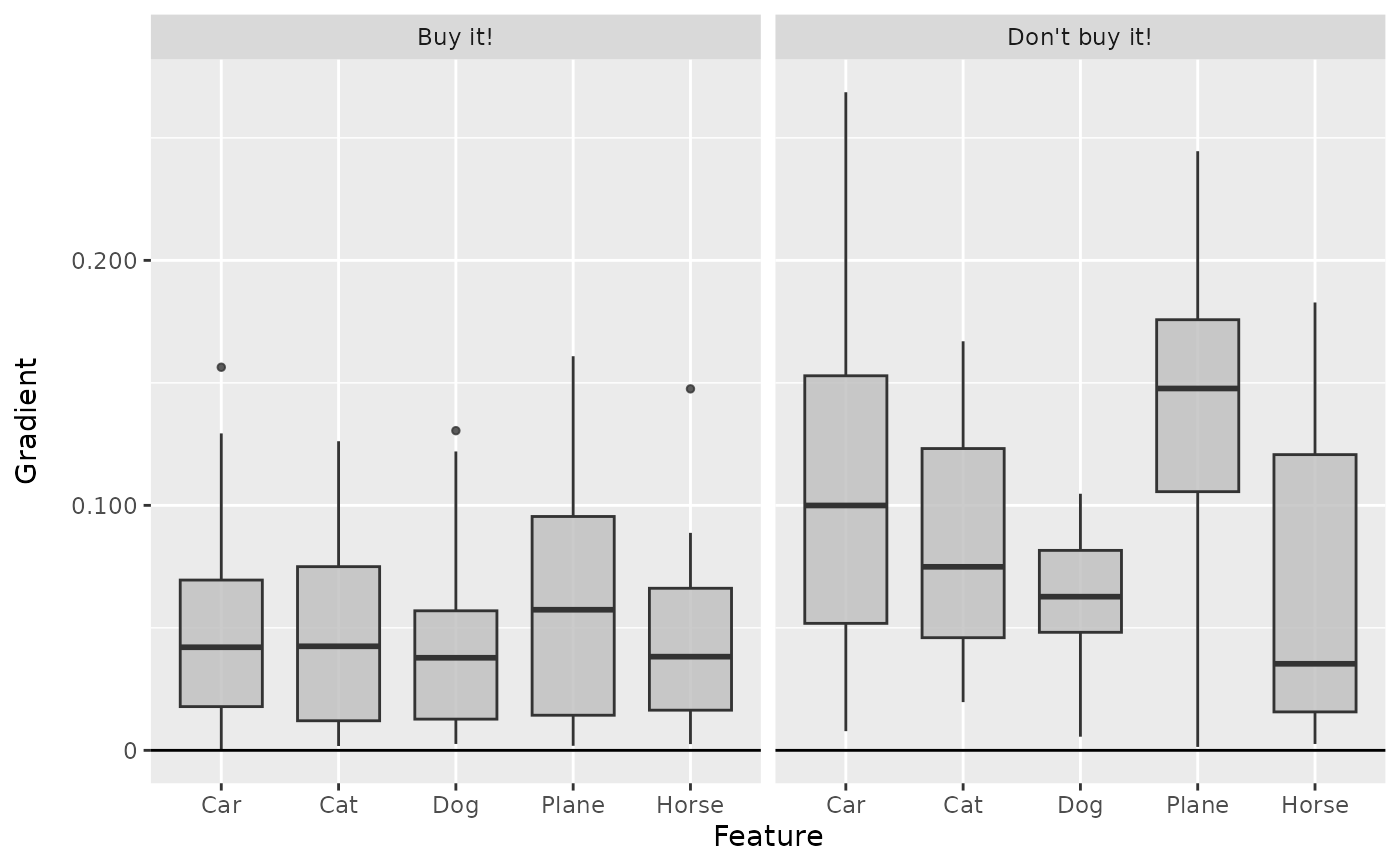 Buy it!
Don't buy it!
Gradient
0.200
0.100
0
Car Cat Dog Plane Horse
Car Cat Dog Plane Horse
Feature